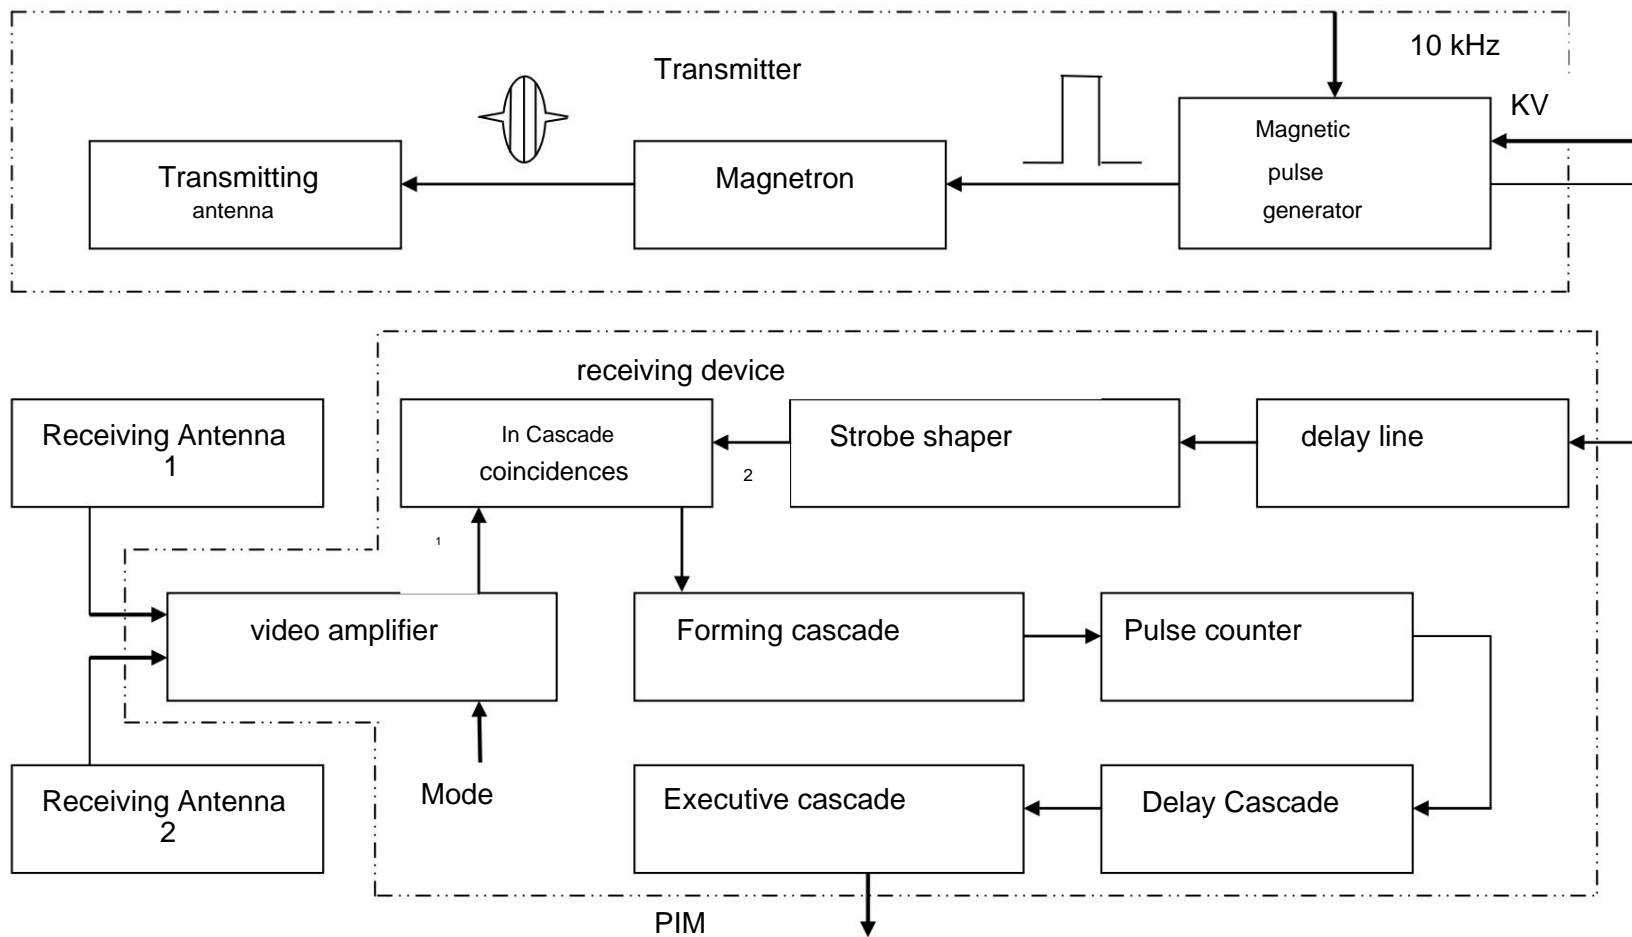 10 kHz
Transmitter
KV
Magnetic
pulse
generator
Magnetron
Transmitting
antenna
receiving device
Receiving Antenna
1
In Cascade
coincidences
2
Strobe shaper
delay line
1
video amplifier
Forming cascade
Pulse counter
Mode
Receiving Antenna
2
Executive cascade
Delay Cascade
PIM